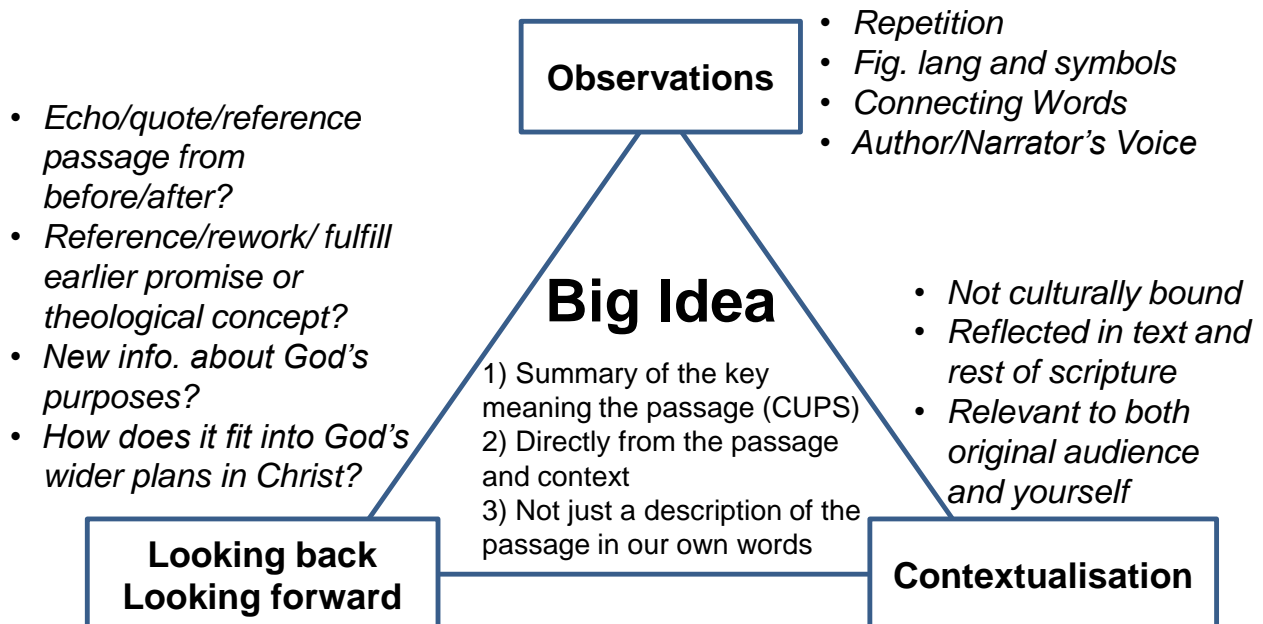 Observations
• Repetition
• Fig. lang and symbols
• Connecting Words
• Author/Narrator's Voice
• Echo/quote/reference
passage from
before/after?
• Reference/rework/ fulfill
earlier promise or
theological concept?
• New info. about God's
purposes?
• How does it fit into God's
wider plans in Christ?
Big Idea
1) Summary of the key
meaning the passage (CUPS)
2) Directly from the passage
and context
3) Not just a description of the
passage in our own words
• Not culturally bound
• Reflected in text and
rest of scripture
• Relevant to both
original audience
and yourself
Looking back
Looking forward
Contextualisation